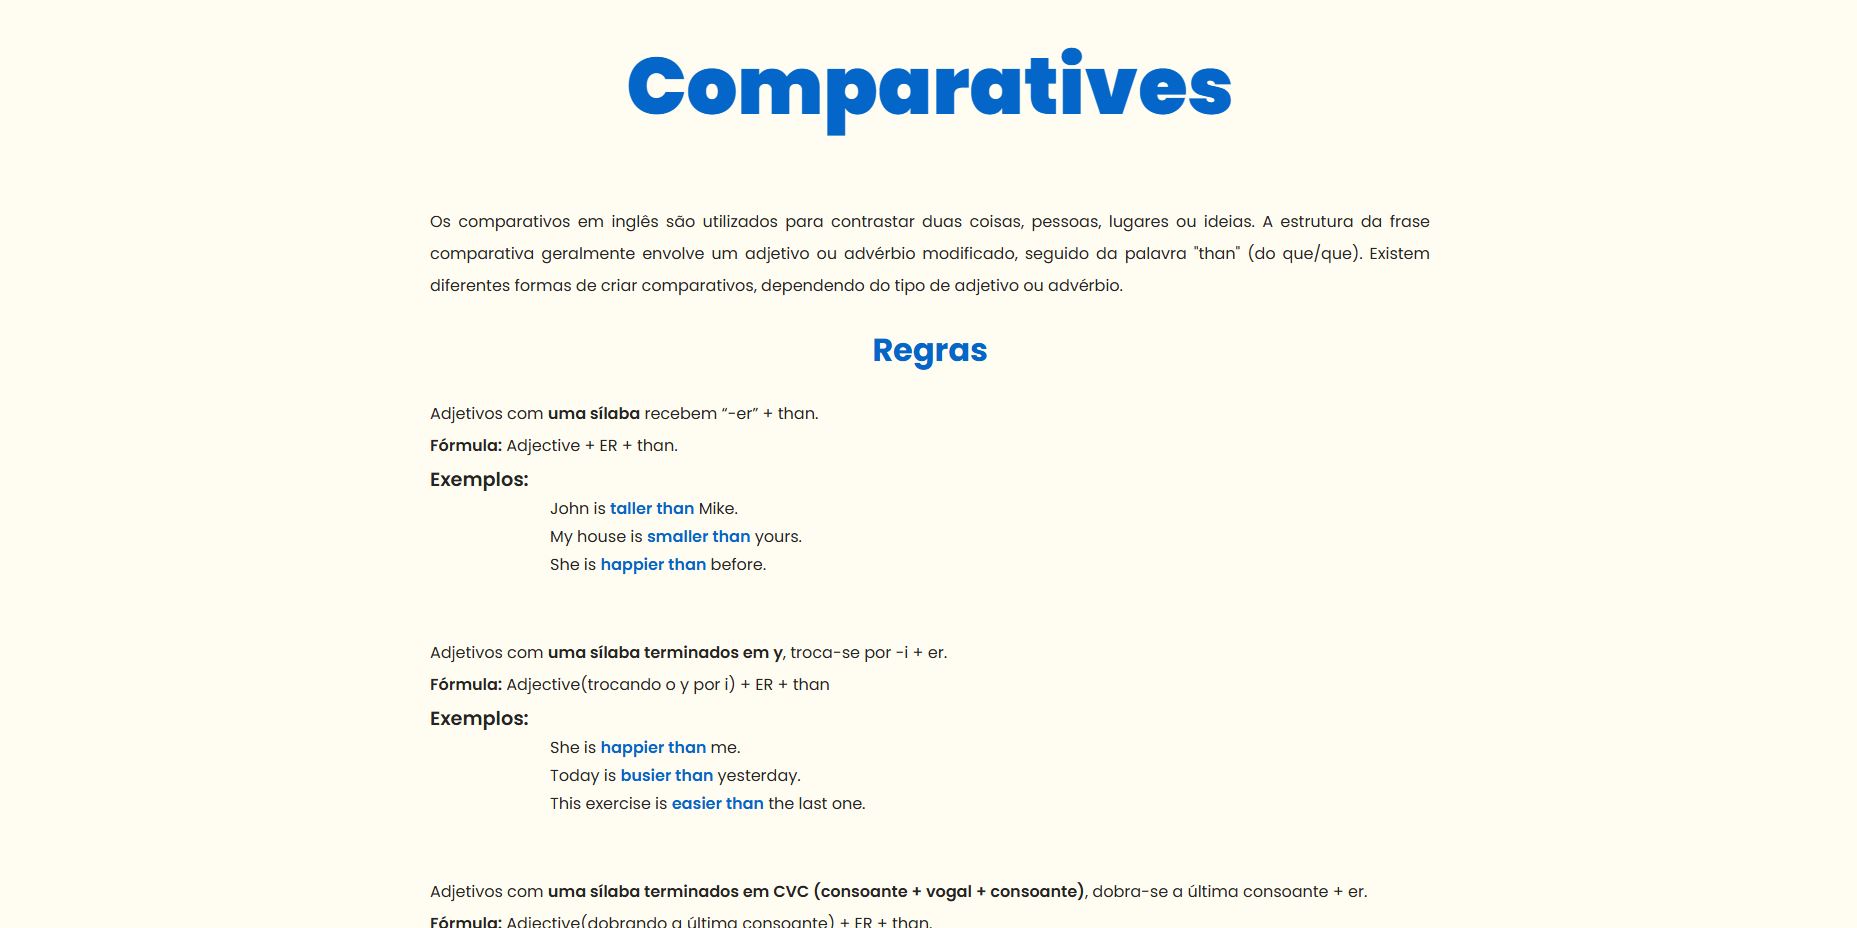 Comparatives
Os comparativos em inglês são utilizados para contrastar duas coisas, pessoas, lugares ou ideias. A estrutura da frase
comparativa geralmente envolve um adjetivo ou advérbio modificado, seguido da palavra "than" (do que/que). Existem
diferentes formas de criar comparativos, dependendo do tipo de adjetivo ou advérbio.
Regras
Adjetivos com uma sílaba recebem “-er” + than.
Fórmula: Adjective + ER + than.
Exemplos:
John is taller than Mike.
My house is smaller than yours.
She is happier than before.
Adjetivos com uma sílaba terminados em y, troca-se por -i + er.
Fórmula: Adjective(trocando o y por i) + ER + than
Exemplos:
She is happier than me.
Today is busier than yesterday.
This exercise is easier than the last one.
Adjetivos com uma sílaba terminados em CVC (consoante + vogal + consoante), dobra-se a última consoante + er.
Fórmula: Adjective(dobrando a última consoante) + ER + than.